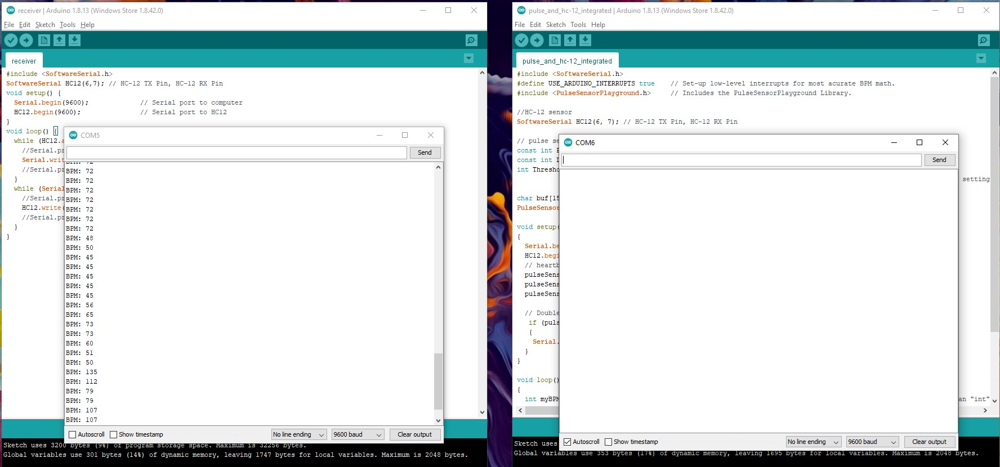 receiver | Arduino 1.8.13 (Windows Store 1.8.42.0)
File Edit Sketch Tools Help
receiver
#include <SoftwareSerial.h>
SoftwareSerial HC12(6,7); // HC-12 TX Pin, HC-12 RX Pin
void setup() {
Serial.begin(9600); // Serial port to computer
HC12.begin(9600); // Serial port to HC12
}
void loop() {
while (HC12.a
//Serial.pr
Serial.writ
//Serial.pr
}
while (Serial
//Serial.pr
HC12.write(
//Serial.pr
}
}
COM5
Send
BPM: 72
BPM: 72
BPM: 72
BPM: 72
BPM: 72
BPM: 72
BPM: 72
BPM: 72
BPM: 48
BPM: 50
BPM: 45
BPM: 45
BPM: 45
BPM: 45
BPM: 45
BPM: 56
BPM: 65
BPM: 73
BPM: 73
BPM: 60
BPM: 51
BPM: 50
BPM: 135
BPM: 112
BPM: 79
BPM: 79
BPM: 107
BPM: 107
Autoscroll Show timestamp No line ending 9600 baud Clear output
Sketch uses 3200 bytes (9%) of program storage space. Maximum is 32256 bytes.
Global variables use 301 bytes (14%) of dynamic memory, leaving 1747 bytes for local variables. Maximum is 2048 bytes.
pulse_and_hc-12_integrated | Arduino 1.8.13 (Windows Store 1.8.42.0)
File Edit Sketch Tools Help
pulse_and_hc-12_integrated
#include <SoftwareSerial.h>
#define USE_ARDUINO_INTERRUPTS true // Set-up low-level interrupts for most acurate BPM math.
#include <PulseSensorPlayground.h> // Includes the PulseSensorPlayground Library.
//HC-12 sensor
SoftwareSerial HC12(6, 7); // HC-12 TX Pin, HC-12 RX Pin
// pulse se
const int P
const int L
int Thresho
setting
char buf[15
PulseSensor
void setup(
{
Serial.be
HC12.begi
// heartb
pulseSens
pulseSens
pulseSens
// Double
if (puls
{
Serial.
}
}
void loop()
{
int myBPM
an "int"
COM6
Send
Autoscroll Show timestamp No line ending 9600 baud Clear output
Sketch uses
Global variables use 353 bytes (17%) of dynamic memory, leaving 1695 bytes for local variables. Maximum is 2048 bytes.